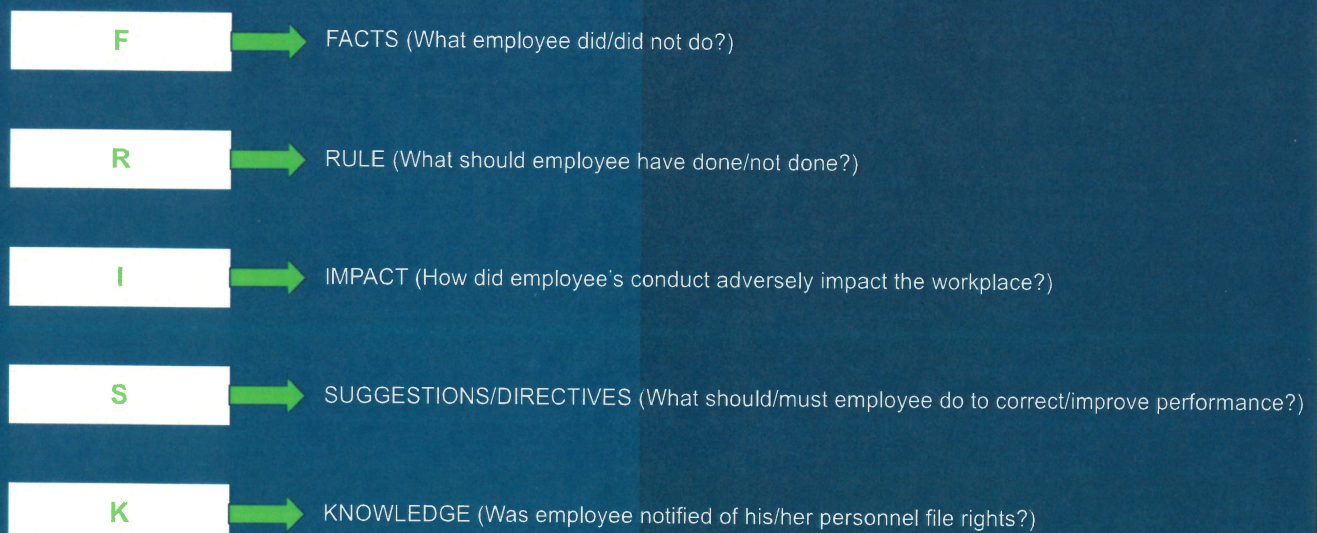 F FACTS (What employee did/did not do?)
R RULE (What should employee have done/not done?)
I IMPACT (How did employee's conduct adversely impact the workplace?)
S SUGGESTIONS/DIRECTIVES (What should/must employee do to correct/improve performance?)
K KNOWLEDGE (Was employee notified of his/her personnel file rights?)